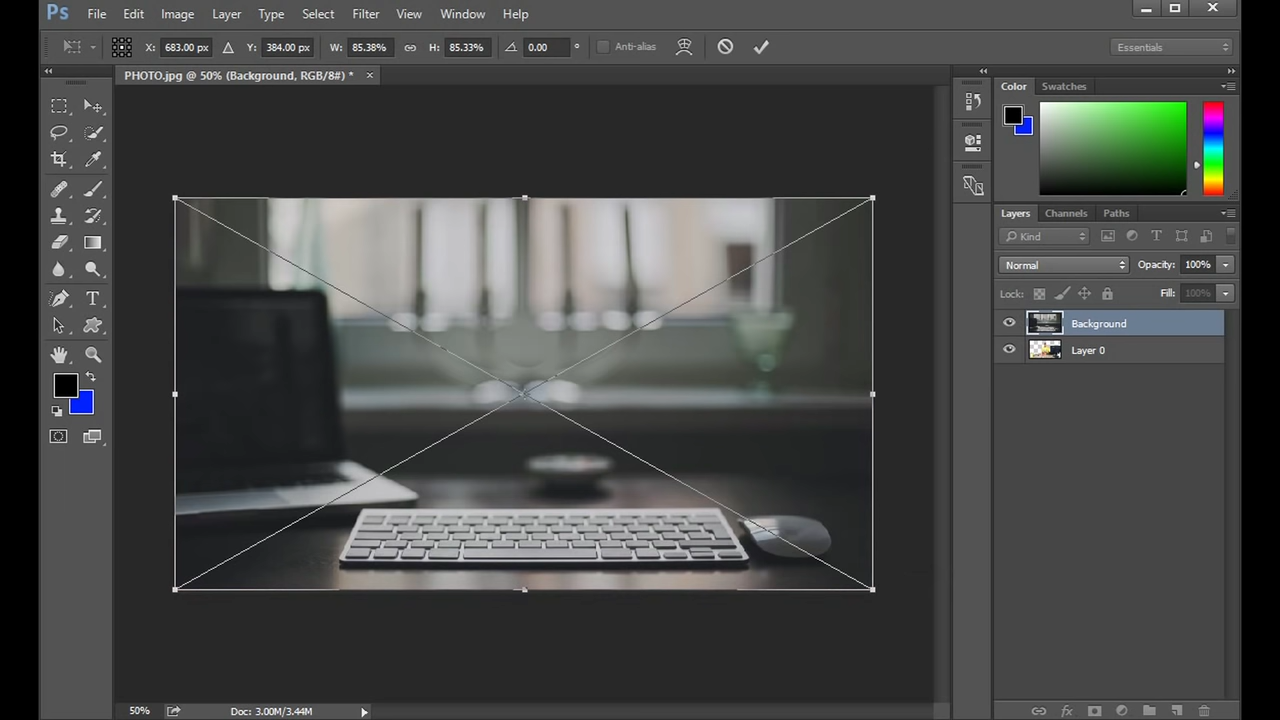 Ps File Edit Image Layer Type Select Filter View Window Help
X: 683.00 px Y: 384.00 px W: 85.38% H: 85.33% 0.00 ° Anti-alias Essentials
PHOTO.jpg @ 50% (Background, RGB/8#) * ×
Color Swatches
Layers Channels Paths
Kind
Normal Opacity: 100%
Lock: Fill: 100%
Background
Layer 0
50% Doc: 3.00M/3.44M